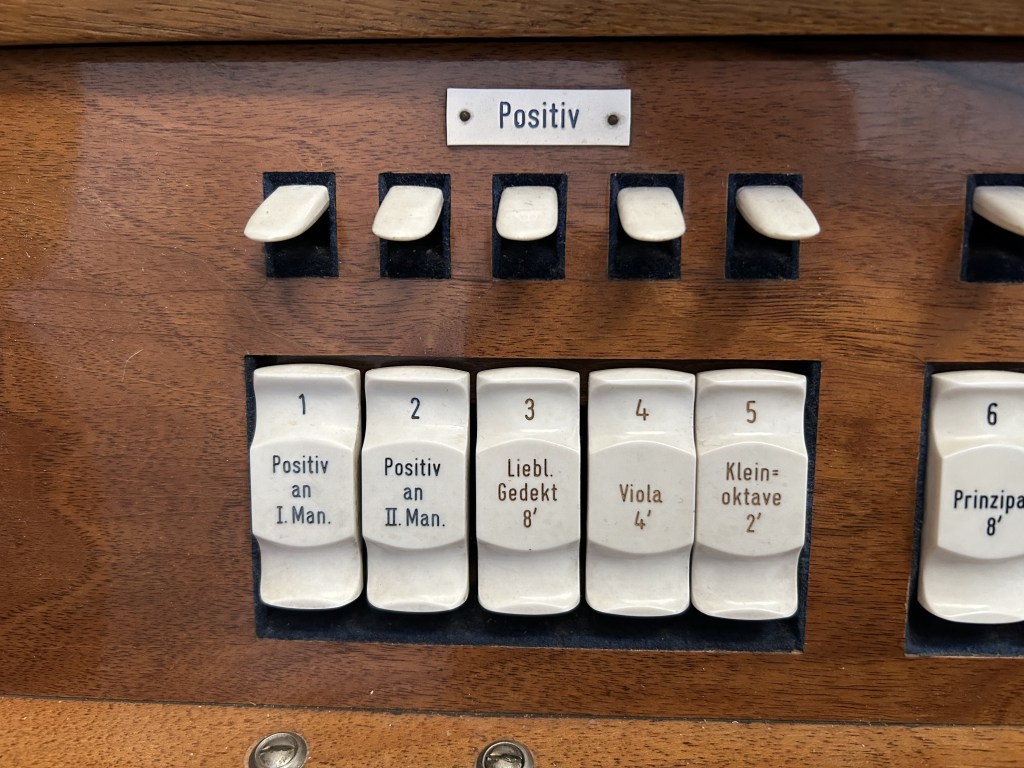 Positiv
1
Positiv
an
I. Man.
2
Positiv
an
II. Man.
3
Liebl.
Gedekt
8′
4
Viola
4′
5
Klein=
oktave
2′
6
8′